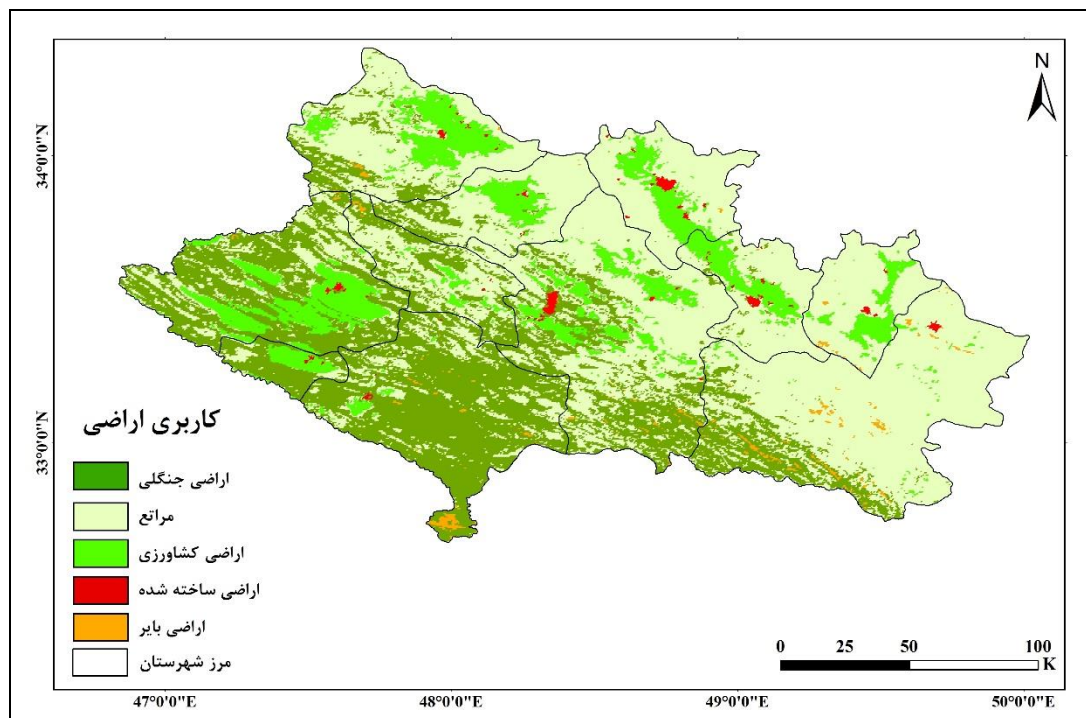 N
34°0'0"N
33°0'0"N
کاربری اراضی
اراضی جنگلی
مراتع
اراضی کشاورزی
اراضی ساخته شده
اراضی بایر
مرز شهرستان
0 25 50 100
K
47°0'0"E 48°0'0"E 49°0'0"E 50°0'0"E